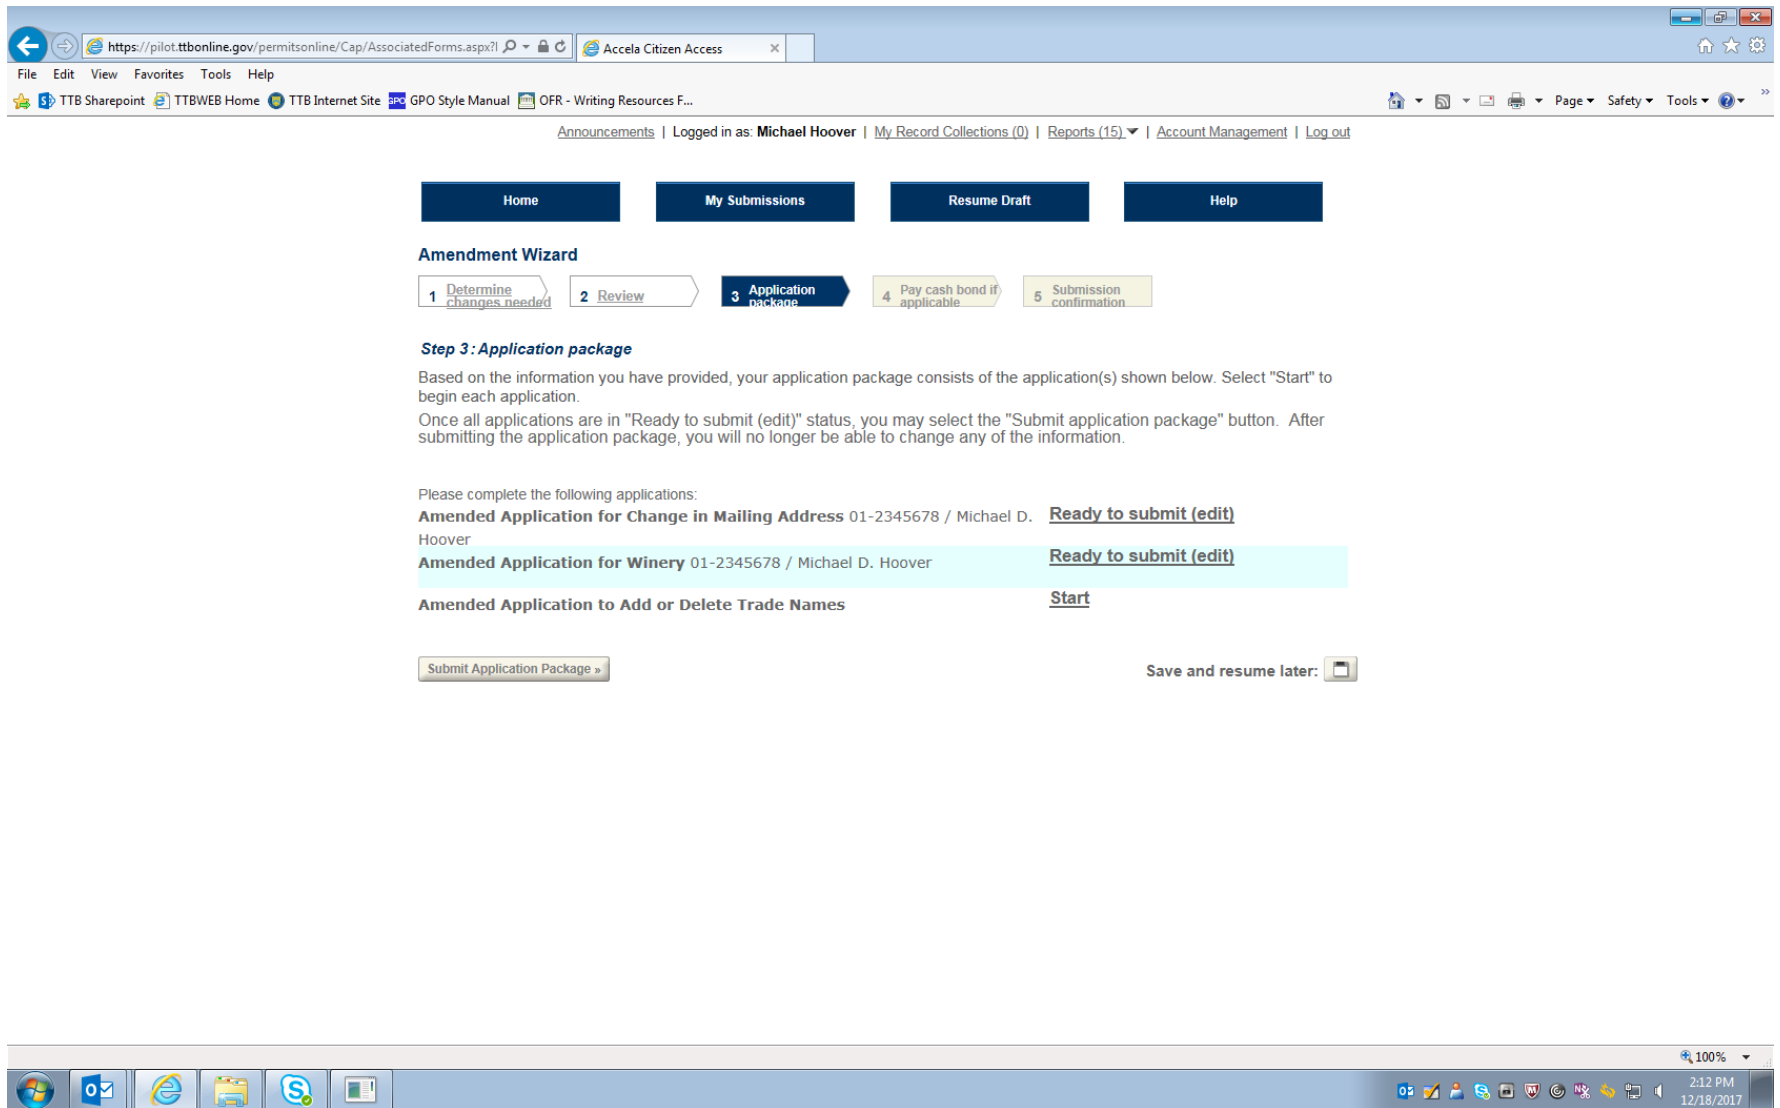 https://pilot.ttbonline.gov/permitsonline/Cap/AssociatedForms.aspx?l
Accela Citizen Access
File Edit View Favorites Tools Help
TTB Sharepoint TTBWEB Home TTB Internet Site GPO GPO Style Manual OFR - Writing Resources F...
Page Safety Tools
Announcements | Logged in as: Michael Hoover | My Record Collections (0) | Reports (15) | Account Management | Log out
Home My Submissions Resume Draft Help
Amendment Wizard
1 Determine changes needed 2 Review 3 Application package 4 Pay cash bond if applicable 5 Submission confirmation
Step 3: Application package
Based on the information you have provided, your application package consists of the application(s) shown below. Select "Start" to
begin each application.
Once all applications are in "Ready to submit (edit)" status, you may select the "Submit application package" button. After
submitting the application package, you will no longer be able to change any of the information.
Please complete the following applications:
Amended Application for Change in Mailing Address 01-2345678 / Michael D. Ready to submit (edit)
Hoover
Amended Application for Winery 01-2345678 / Michael D. Hoover Ready to submit (edit)
Amended Application to Add or Delete Trade Names Start
Submit Application Package » Save and resume later:
100%
2:12 PM
12/18/2017